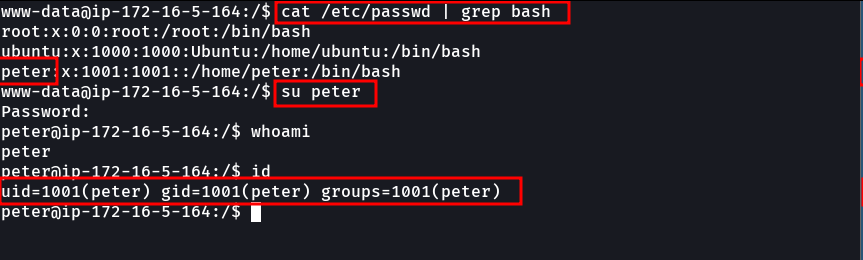 www-data@ip-172-16-5-164:/$ cat /etc/passwd | grep bash
root:x:0:0:root:/root:/bin/bash
ubuntu:x:1000:1000:Ubuntu:/home/ubuntu:/bin/bash
peter:x:1001:1001::/home/peter:/bin/bash
www-data@ip-172-16-5-164:/$ su peter
Password:
peter@ip-172-16-5-164:/$ whoami
peter
peter@ip-172-16-5-164:/$ id
uid=1001(peter) gid=1001(peter) groups=1001(peter)
peter@ip-172-16-5-164:/$